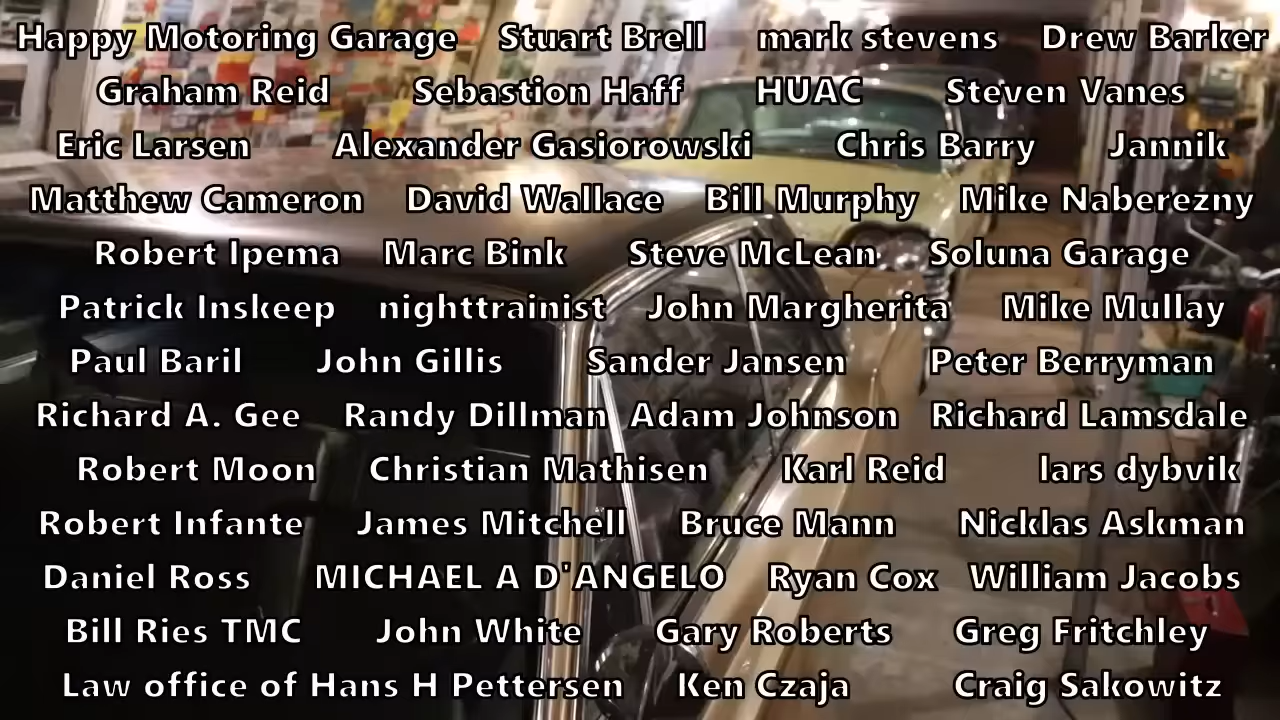 Happy Motoring Garage Stuart Brell mark stevens Drew Barker
Graham Reid Sebastion Haff HUAC Steven Vanes
Eric Larsen Alexander Gasiorowski Chris Barry Jannik
Matthew Cameron David Wallace Bill Murphy Mike Naberezny
Robert Ipema Marc Bink Steve McLean Soluna Garage
Patrick Inskeep nighttrainist John Margherita Mike Mullay
Paul Baril John Gillis Sander Jansen Peter Berryman
Richard A. Gee Randy Dillman Adam Johnson Richard Lamsdale
Robert Moon Christian Mathisen Karl Reid lars dybvik
Robert Infante James Mitchell Bruce Mann Nicklas Askman
Daniel Ross MICHAEL A D'ANGELO Ryan Cox William Jacobs
Bill Ries TMC John White Gary Roberts Greg Fritchley
Law office of Hans H Pettersen Ken Czaja Craig Sakowitz